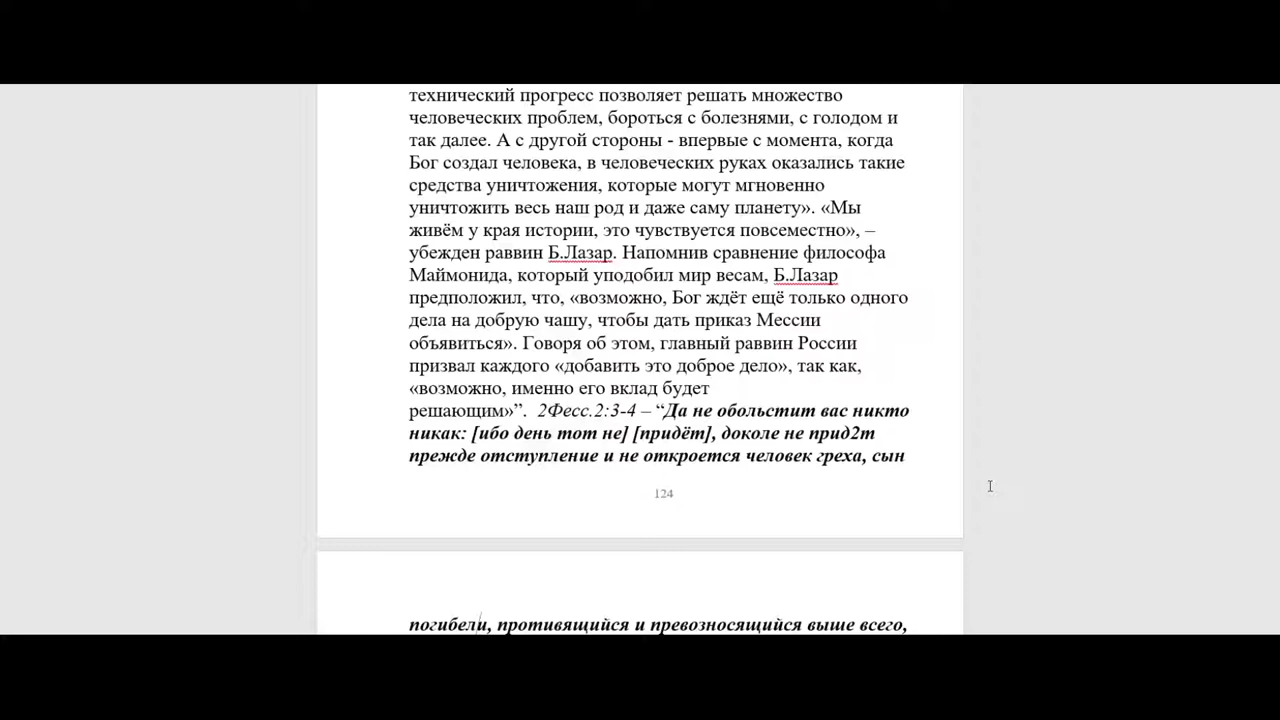 технический прогресс позволяет решать множество
человеческих проблем, бороться с болезнями, с голодом и
так далее. А с другой стороны - впервые с момента, когда
Бог создал человека, в человеческих руках оказались такие
средства уничтожения, которые могут мгновенно
уничтожить весь наш род и даже саму планету». «Мы
живём у края истории, это чувствуется повсеместно», –
убежден раввин Б.Лазар. Напомнив сравнение философа
Маймонида, который уподобил мир весам, Б.Лазар
предположил, что, «возможно, Бог ждёт ещё только одного
дела на добрую чашу, чтобы дать приказ Мессии
объявиться». Говоря об этом, главный раввин России
призвал каждого «добавить это доброе дело», так как,
«возможно, именно его вклад будет
решающим»”.  2Фесс.2:3-4 – “Да не обольстит вас никто
никак: [ибо день тот не] [придёт], доколе не прид2т
прежде отступление и не откроется человек греха, сын
124
погибели, противящийся и превозносящийся выше всего,